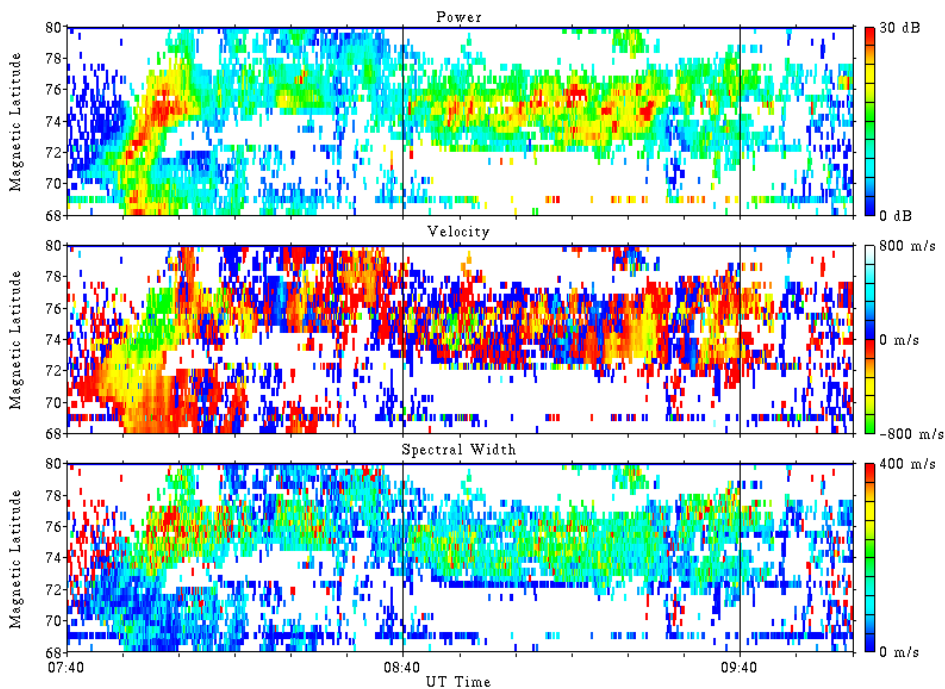 Power
80
78
76
74
72
70
68
Magnetic Latitude
30 dB
0 dB
Velocity
80
78
76
74
72
70
68
Magnetic Latitude
800 m/s
0 m/s
-800 m/s
Spectral Width
80
78
76
74
72
70
68
Magnetic Latitude
400 m/s
0 m/s
07:40 08:40 09:40
UT Time